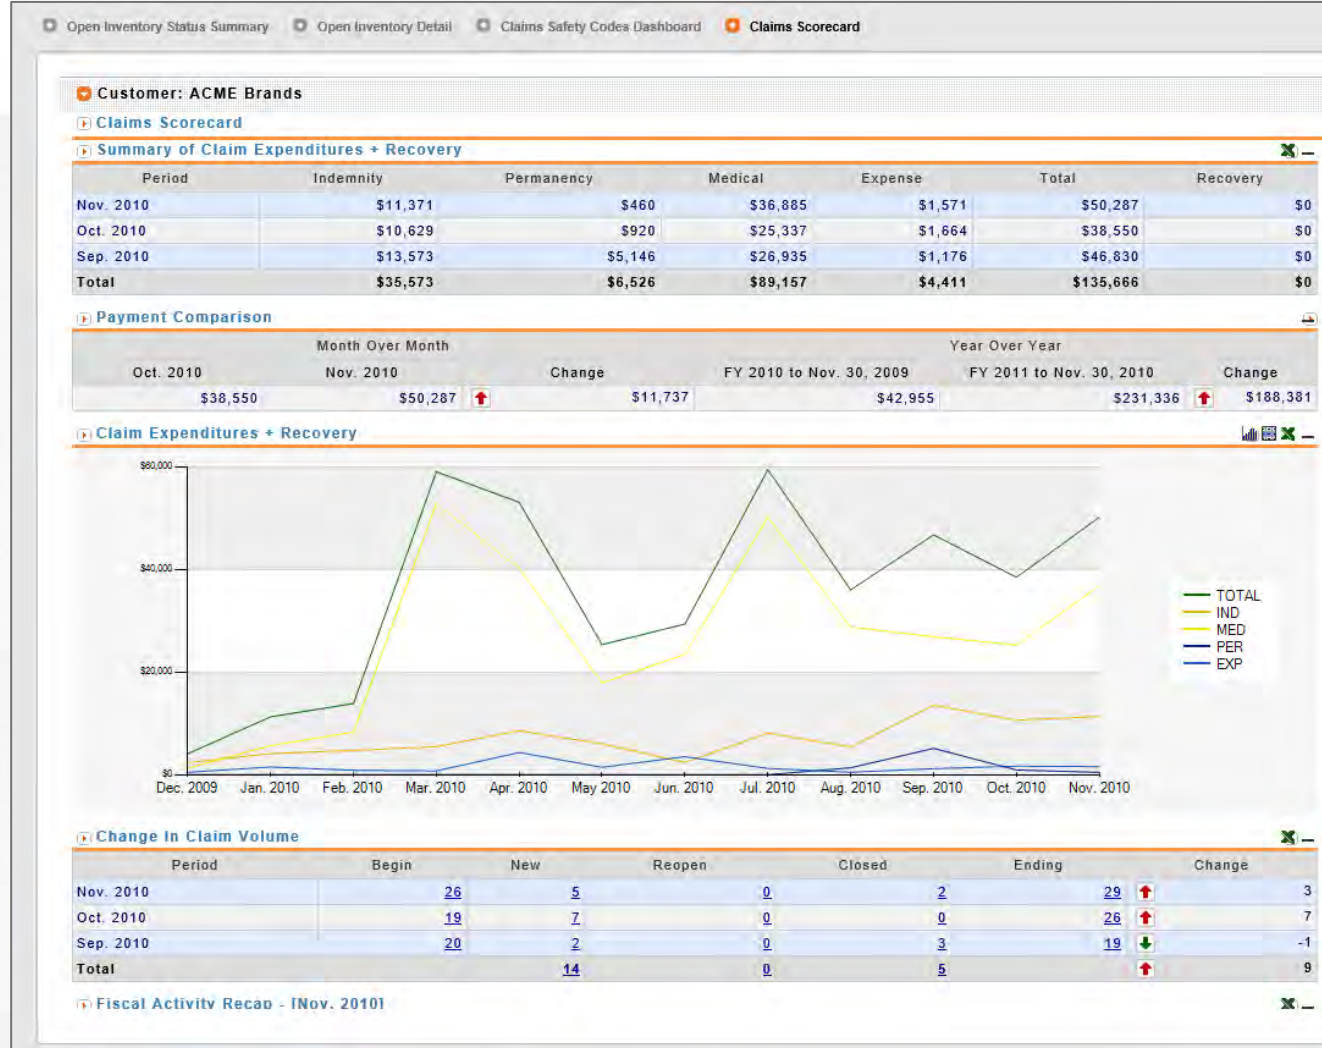 Open Inventory Status Summary Open Inventory Detail Claims Safety Codes Dashboard Claims Scorecard
Customer: ACME Brands
Claims Scorecard
Summary of Claim Expenditures + Recovery
Period Indemnity Permanency Medical Expense Total Recovery
Nov. 2010 $11,371 $460 $36,885 $1,571 $50,287 $0
Oct. 2010 $10,629 $920 $25,337 $1,664 $38,550 $0
Sep. 2010 $13,573 $5,146 $26,935 $1,176 $46,830 $0
Total $35,573 $6,526 $89,157 $4,411 $135,666 $0
Payment Comparison
Month Over Month Year Over Year
Oct. 2010 Nov. 2010 Change FY 2010 to Nov. 30, 2009 FY 2011 to Nov. 30, 2010 Change
$38,550 $50,287 $11,737 $42,955 $231,336 $188,381
Claim Expenditures + Recovery
$60,000
$40,000
$20,000
$0
Dec. 2009 Jan. 2010 Feb. 2010 Mar. 2010 Apr. 2010 May 2010 Jun. 2010 Jul. 2010 Aug. 2010 Sep. 2010 Oct. 2010 Nov. 2010
TOTAL
IND
MED
PER
EXP
Change In Claim Volume
Period Begin New Reopen Closed Ending Change
Nov. 2010 26 5 0 2 29 3
Oct. 2010 19 7 0 0 26 7
Sep. 2010 20 2 0 3 19 -1
Total 14 0 5 9
Fiscal Activity Recap - [Nov. 2010]